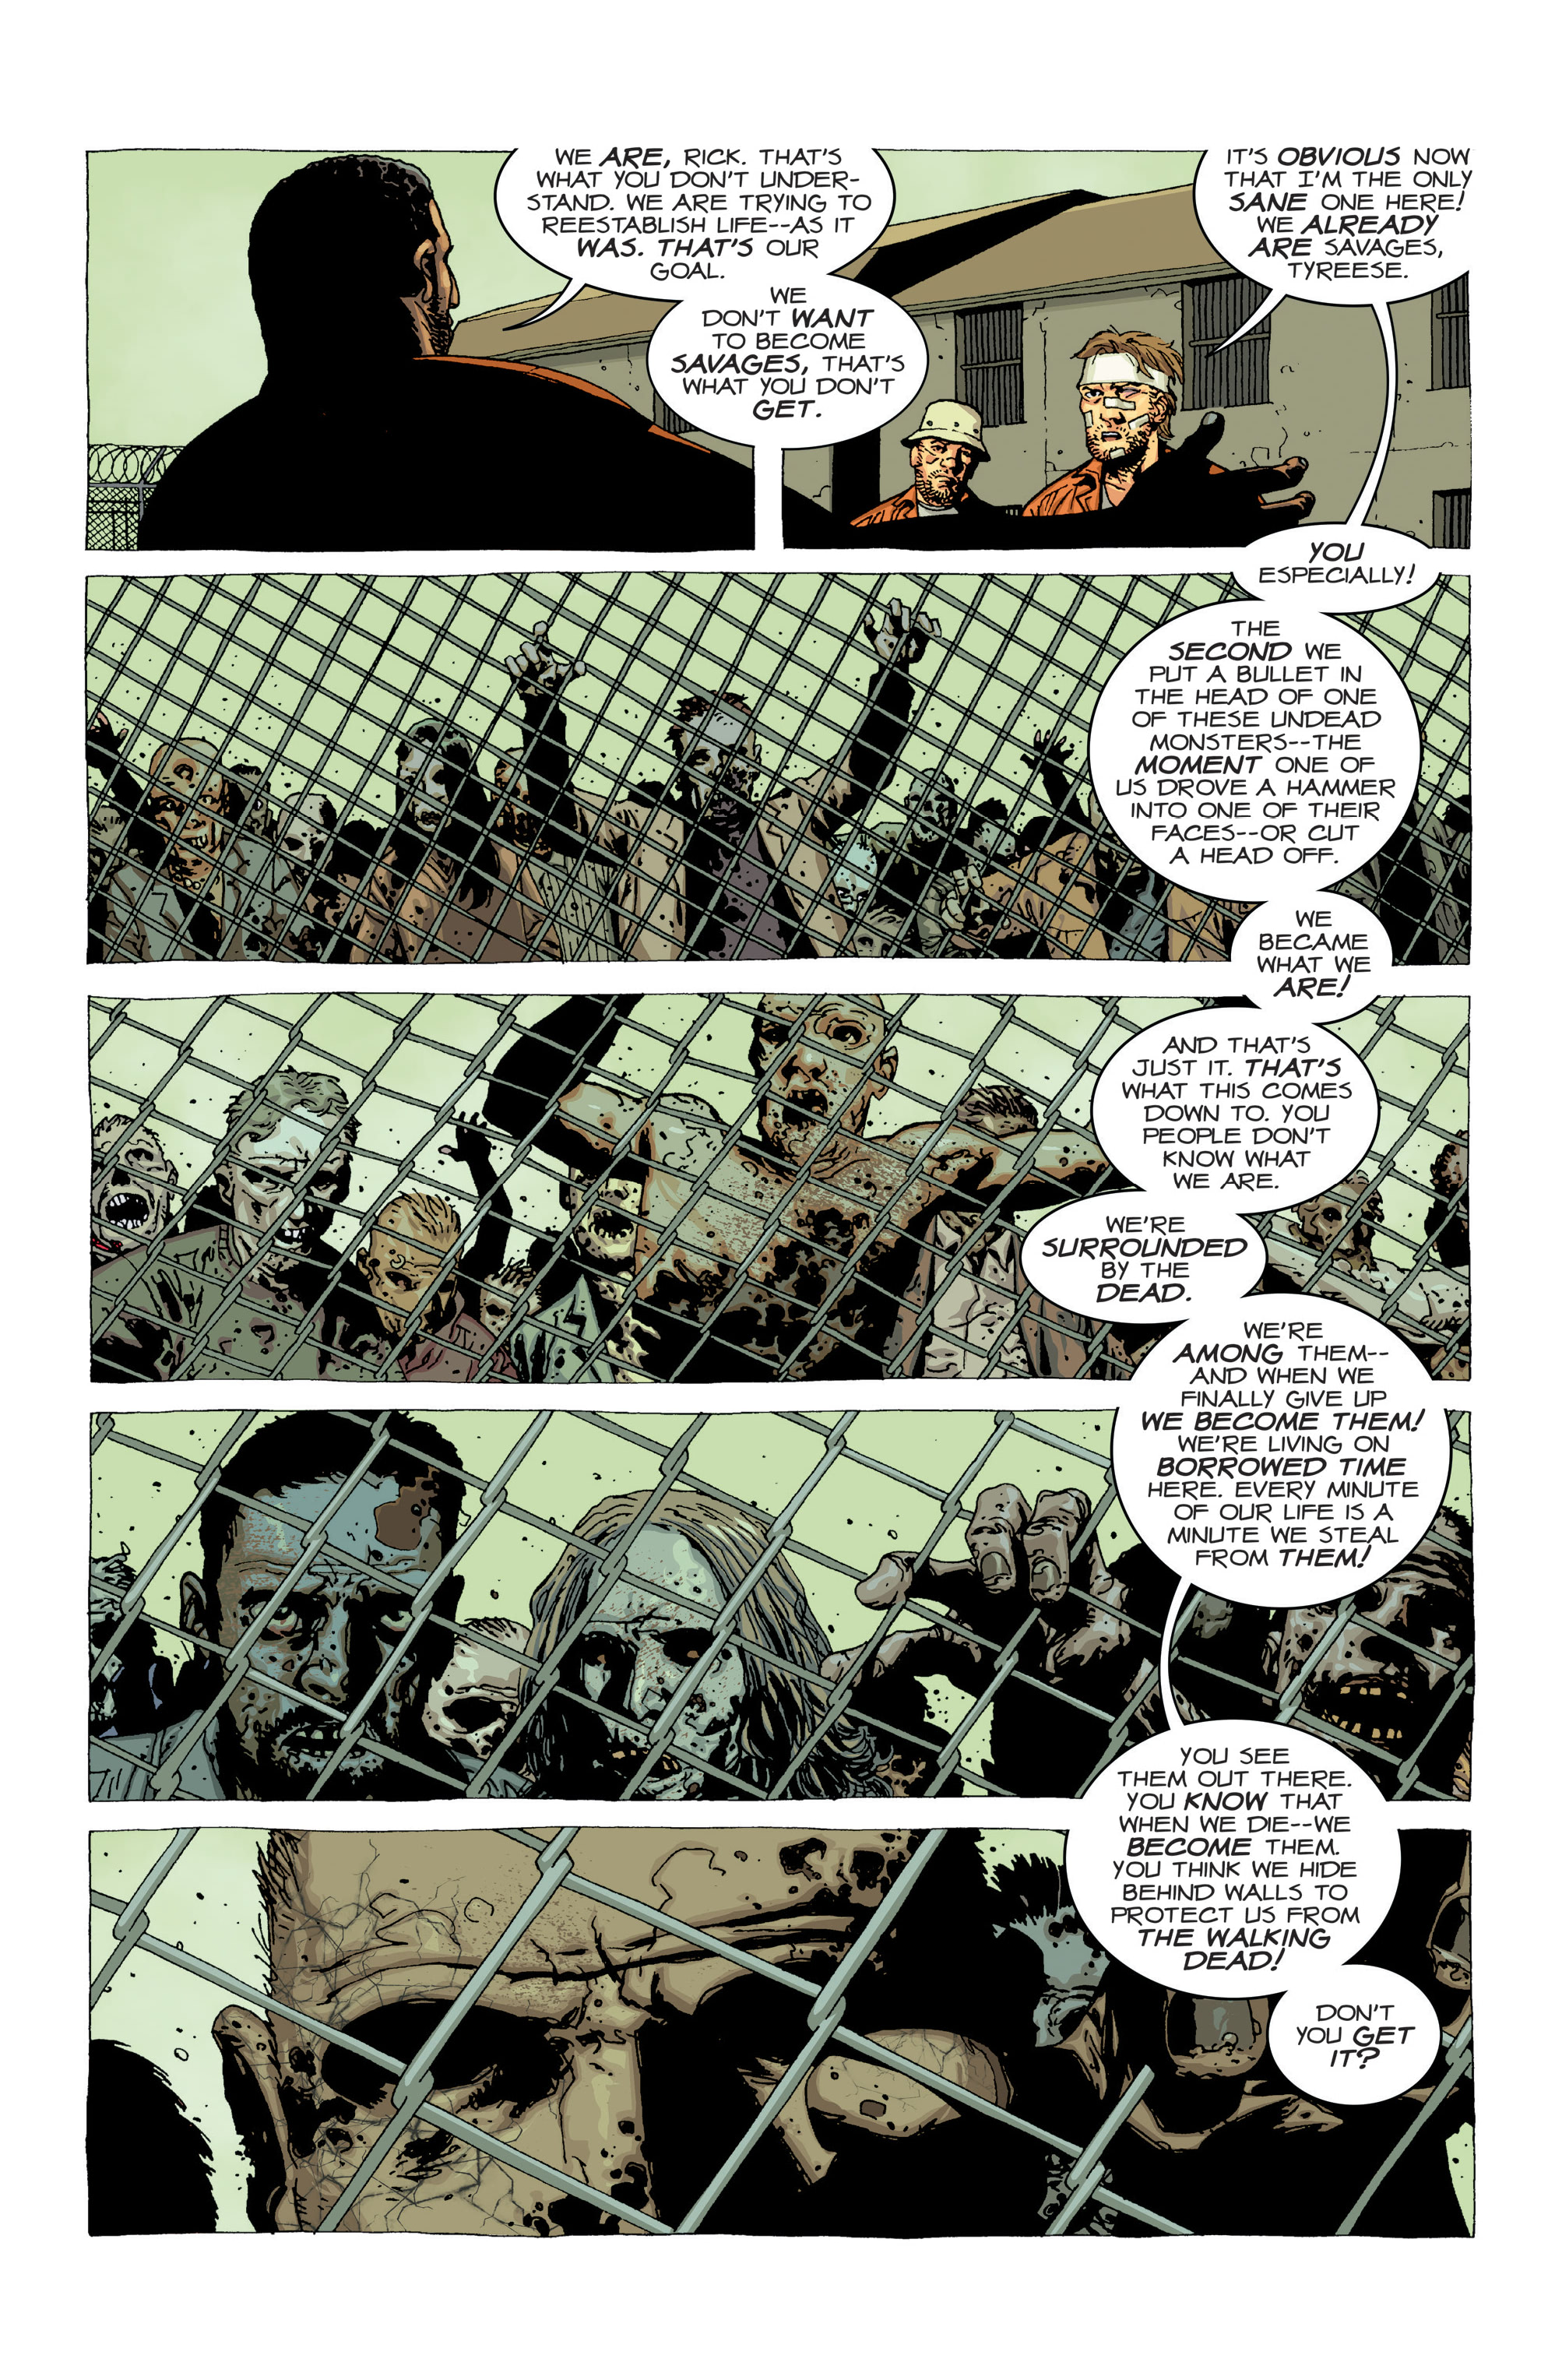 WE ARE, RICK. THAT'S
WHAT YOU DON'T UNDER-
STAND. WE ARE TRYING TO
REESTABLISH LIFE--AS IT
WAS. THAT'S OUR
GOAL.
WE
DON'T WANT
TO BECOME
SAVAGES, THAT'S
WHAT YOU DON'T
GET.
IT'S OBVIOUS NOW
THAT I'M THE ONLY
SANE ONE HERE!
WE ALREADY
ARE SAVAGES,
TYREESE.
YOU
ESPECIALLY!
THE
SECOND WE
PUT A BULLET IN
THE HEAD OF ONE
OF THESE UNDEAD
MONSTERS--THE
MOMENT ONE OF
US DROVE A HAMMER
INTO ONE OF THEIR
FACES--OR CUT
A HEAD OFF.
WE
BECAME
WHAT WE
ARE!
AND THAT'S
JUST IT. THAT'S
WHAT THIS COMES
DOWN TO. YOU
PEOPLE DON'T
KNOW WHAT
WE ARE.
WE'RE
SURROUNDED
BY THE
DEAD.
WE'RE
AMONG THEM--
AND WHEN WE
FINALLY GIVE UP
WE BECOME THEM!
WE'RE LIVING ON
BORROWED TIME
HERE. EVERY MINUTE
OF OUR LIFE IS A
MINUTE WE STEAL
FROM THEM!
YOU SEE
THEM OUT THERE.
YOU KNOW THAT
WHEN WE DIE--WE
BECOME THEM.
YOU THINK WE HIDE
BEHIND WALLS TO
PROTECT US FROM
THE WALKING
DEAD!
DON'T
YOU GET
IT?